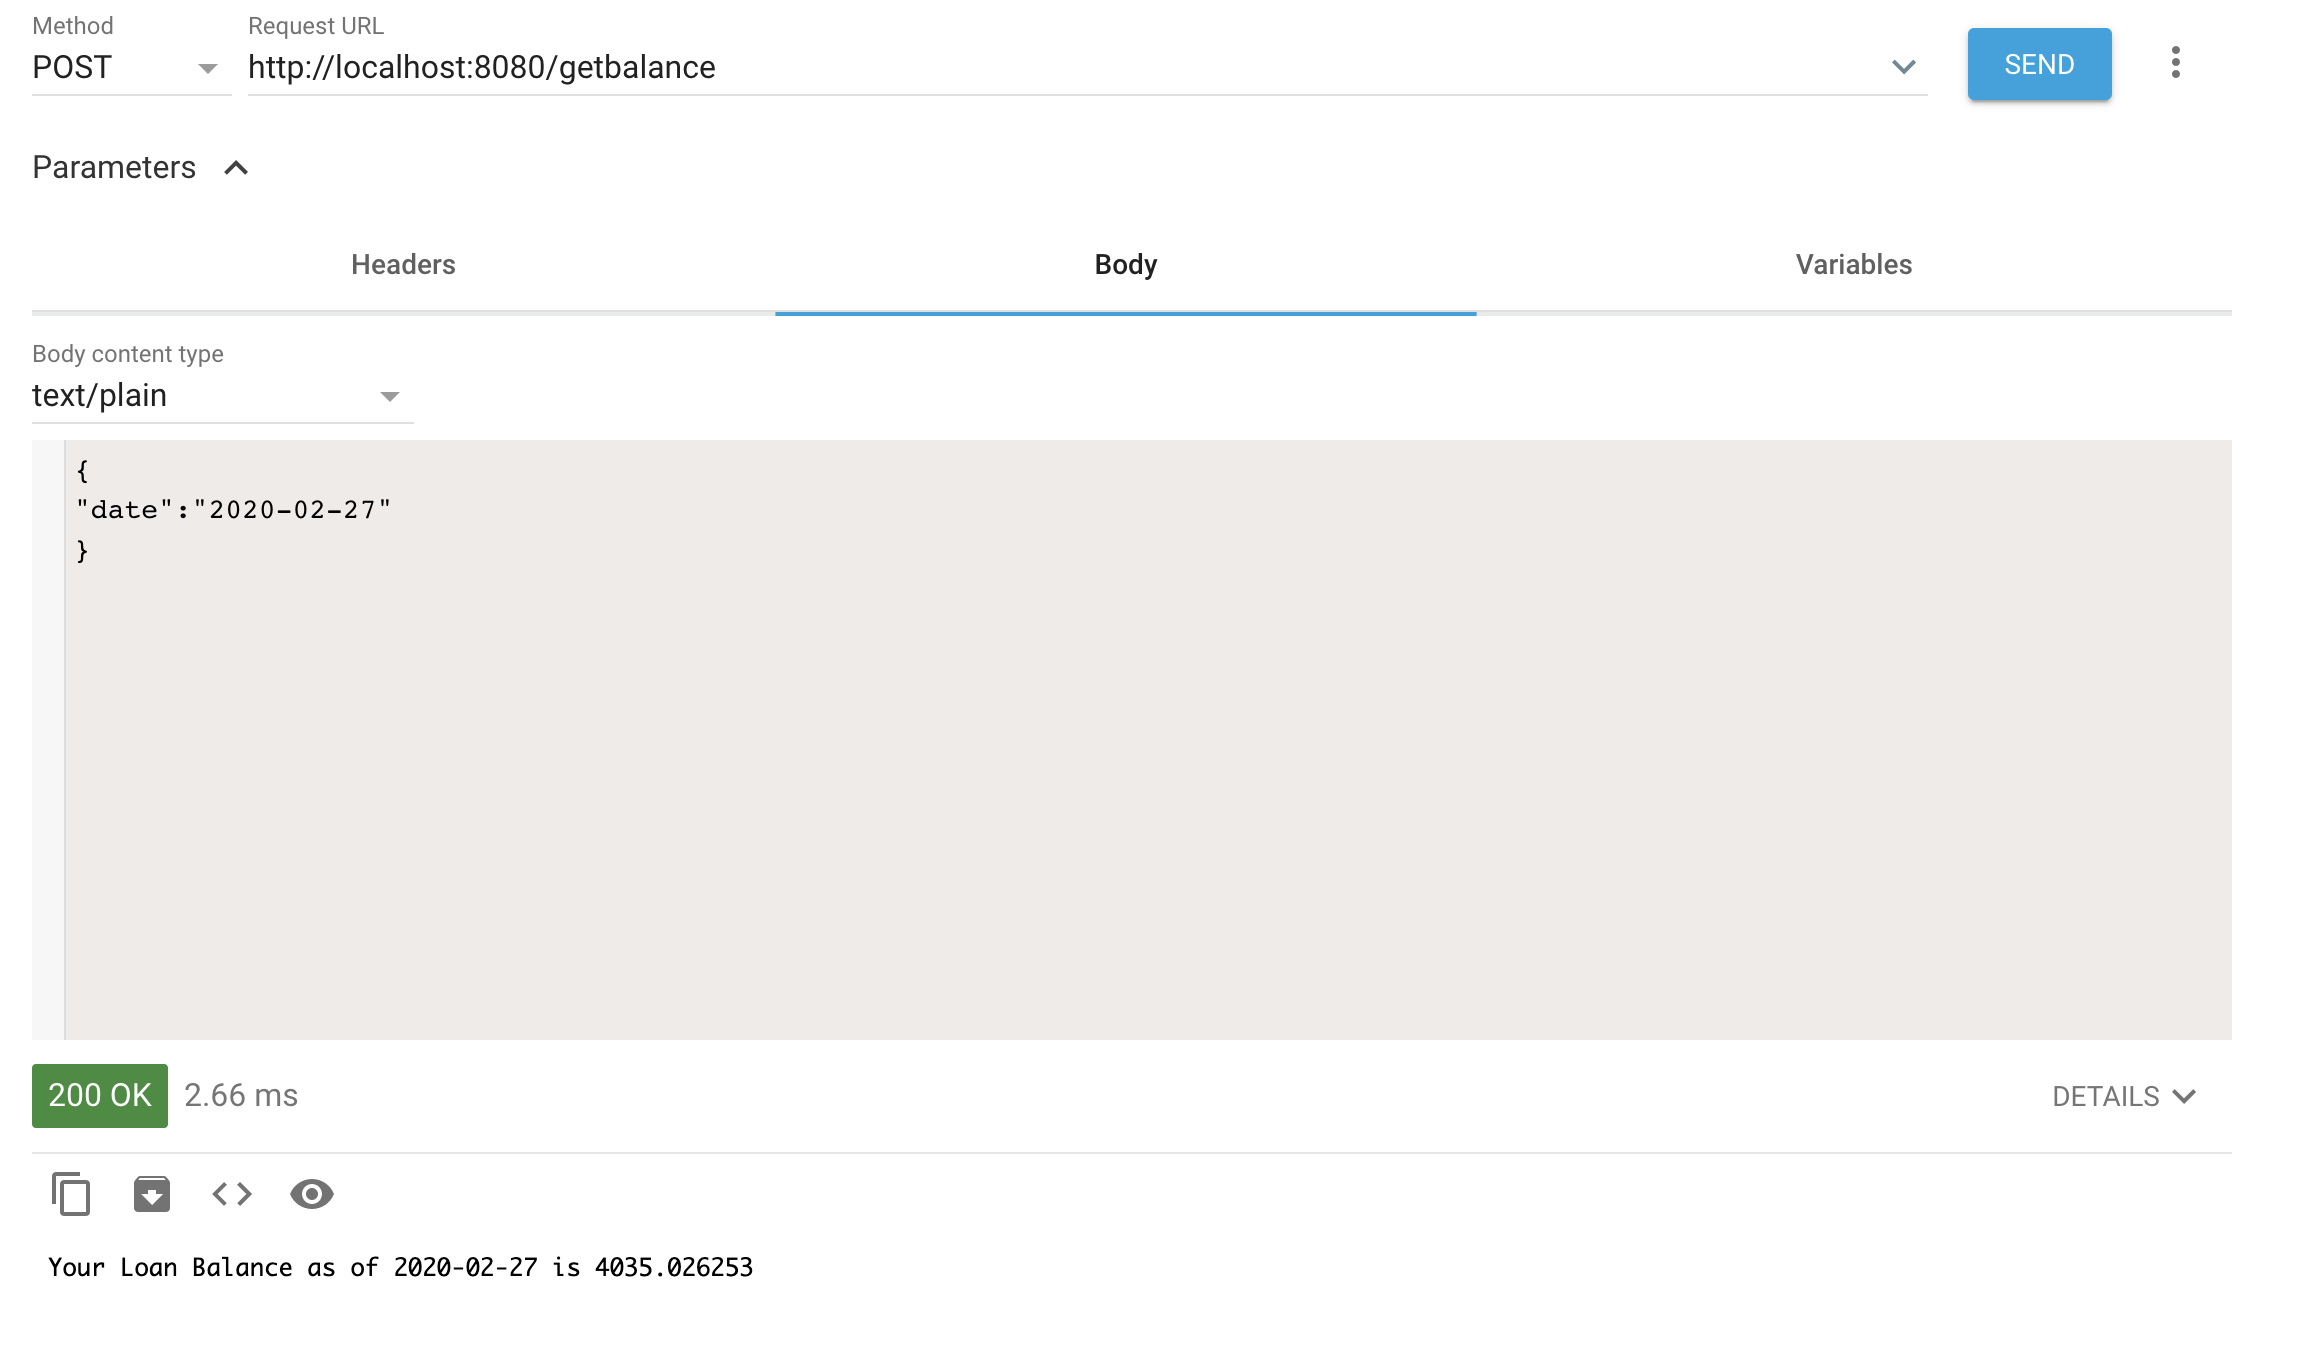 Method
Request URL
POST
http://localhost:8080/getbalance
SEND
Parameters
Headers
Body
Variables
Body content type
text/plain
{
"date":"2020-02-27"
}
200 OK
2.66 ms
DETAILS
Your Loan Balance as of 2020-02-27 is 4035.026253